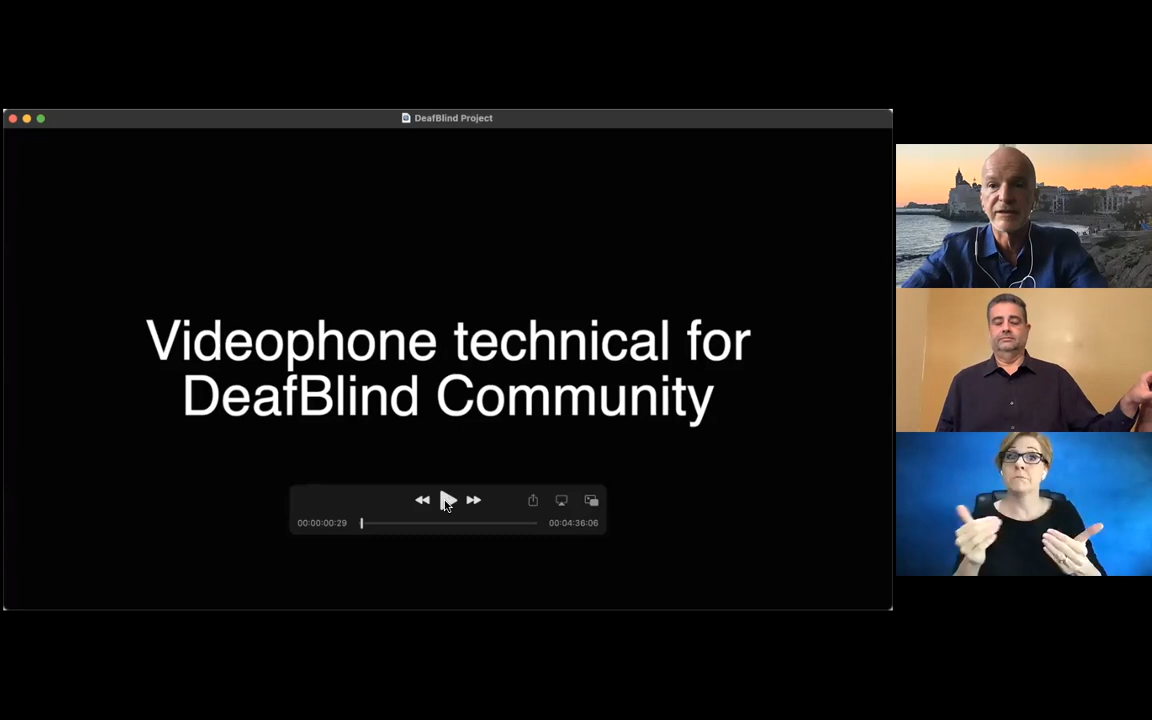 DeafBlind Project
Videophone technical for
DeafBlind Community
00:00:00:29
00:04:36:06